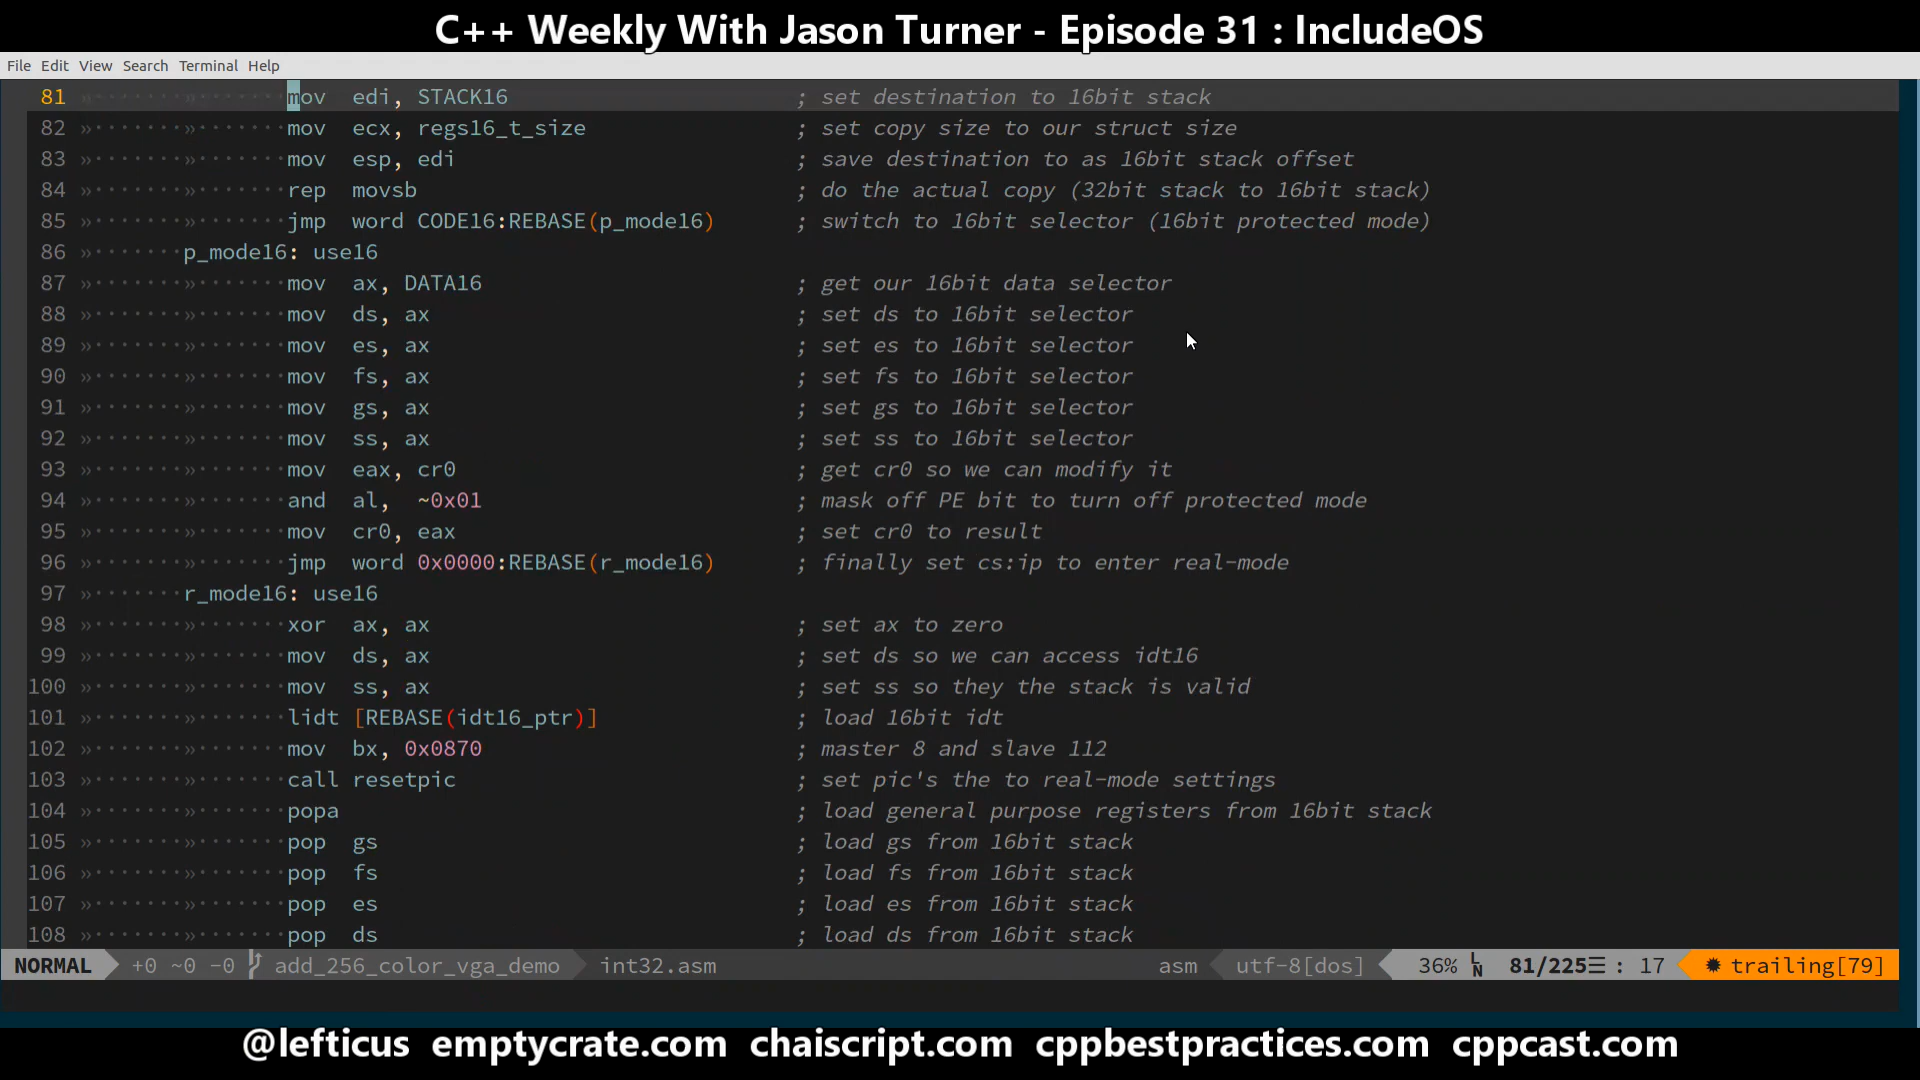 C++ Weekly With Jason Turner - Episode 31 : IncludeOS
File Edit View Search Terminal Help
81 mov edi, STACK16 ; set destination to 16bit stack
82 mov ecx, regs16_t_size ; set copy size to our struct size
83 mov esp, edi ; save destination to as 16bit stack offset
84 rep movsb ; do the actual copy (32bit stack to 16bit stack)
85 jmp word CODE16:REBASE(p_mode16) ; switch to 16bit selector (16bit protected mode)
86 p_mode16: use16
87 mov ax, DATA16 ; get our 16bit data selector
88 mov ds, ax ; set ds to 16bit selector
89 mov es, ax ; set es to 16bit selector
90 mov fs, ax ; set fs to 16bit selector
91 mov gs, ax ; set gs to 16bit selector
92 mov ss, ax ; set ss to 16bit selector
93 mov eax, cr0 ; get cr0 so we can modify it
94 and al, ~0x01 ; mask off PE bit to turn off protected mode
95 mov cr0, eax ; set cr0 to result
96 jmp word 0x0000:REBASE(r_mode16) ; finally set cs:ip to enter real-mode
97 r_mode16: use16
98 xor ax, ax ; set ax to zero
99 mov ds, ax ; set ds so we can access idt16
100 mov ss, ax ; set ss so they the stack is valid
101 lidt [REBASE(idt16_ptr)] ; load 16bit idt
102 mov bx, 0x0870 ; master 8 and slave 112
103 call resetpic ; set pic's the to real-mode settings
104 popa ; load general purpose registers from 16bit stack
105 pop gs ; load gs from 16bit stack
106 pop fs ; load fs from 16bit stack
107 pop es ; load es from 16bit stack
108 pop ds ; load ds from 16bit stack
NORMAL +0 ~0 -0 add_256_color_vga_demo int32.asm asm utf-8[dos] 36% LN 81/225☰ : 17 ✹ trailing[79]
@lefticus emptycrate.com chaiscript.com cppbestpractices.com cppcast.com